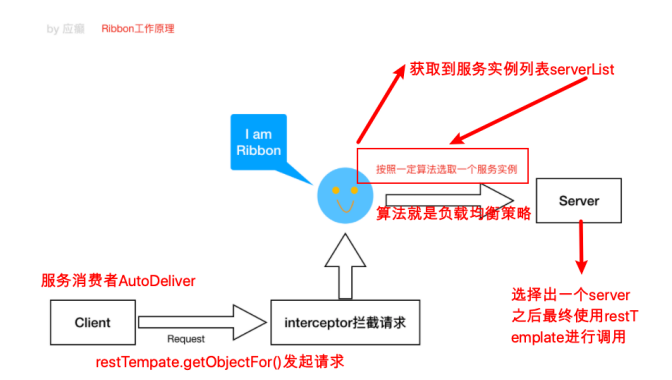 by 应癫
Ribbon工作原理
获取到服务实例列表serverList
I am
Ribbon
按照一定算法选取一个服务实例
算法就是负载均衡策略
Server
服务消费者AutoDeliver
选择出一个server
之后最终使用restT
emplate进行调用
Client
Request
interceptor拦截请求
restTempate.getObjectFor()发起请求